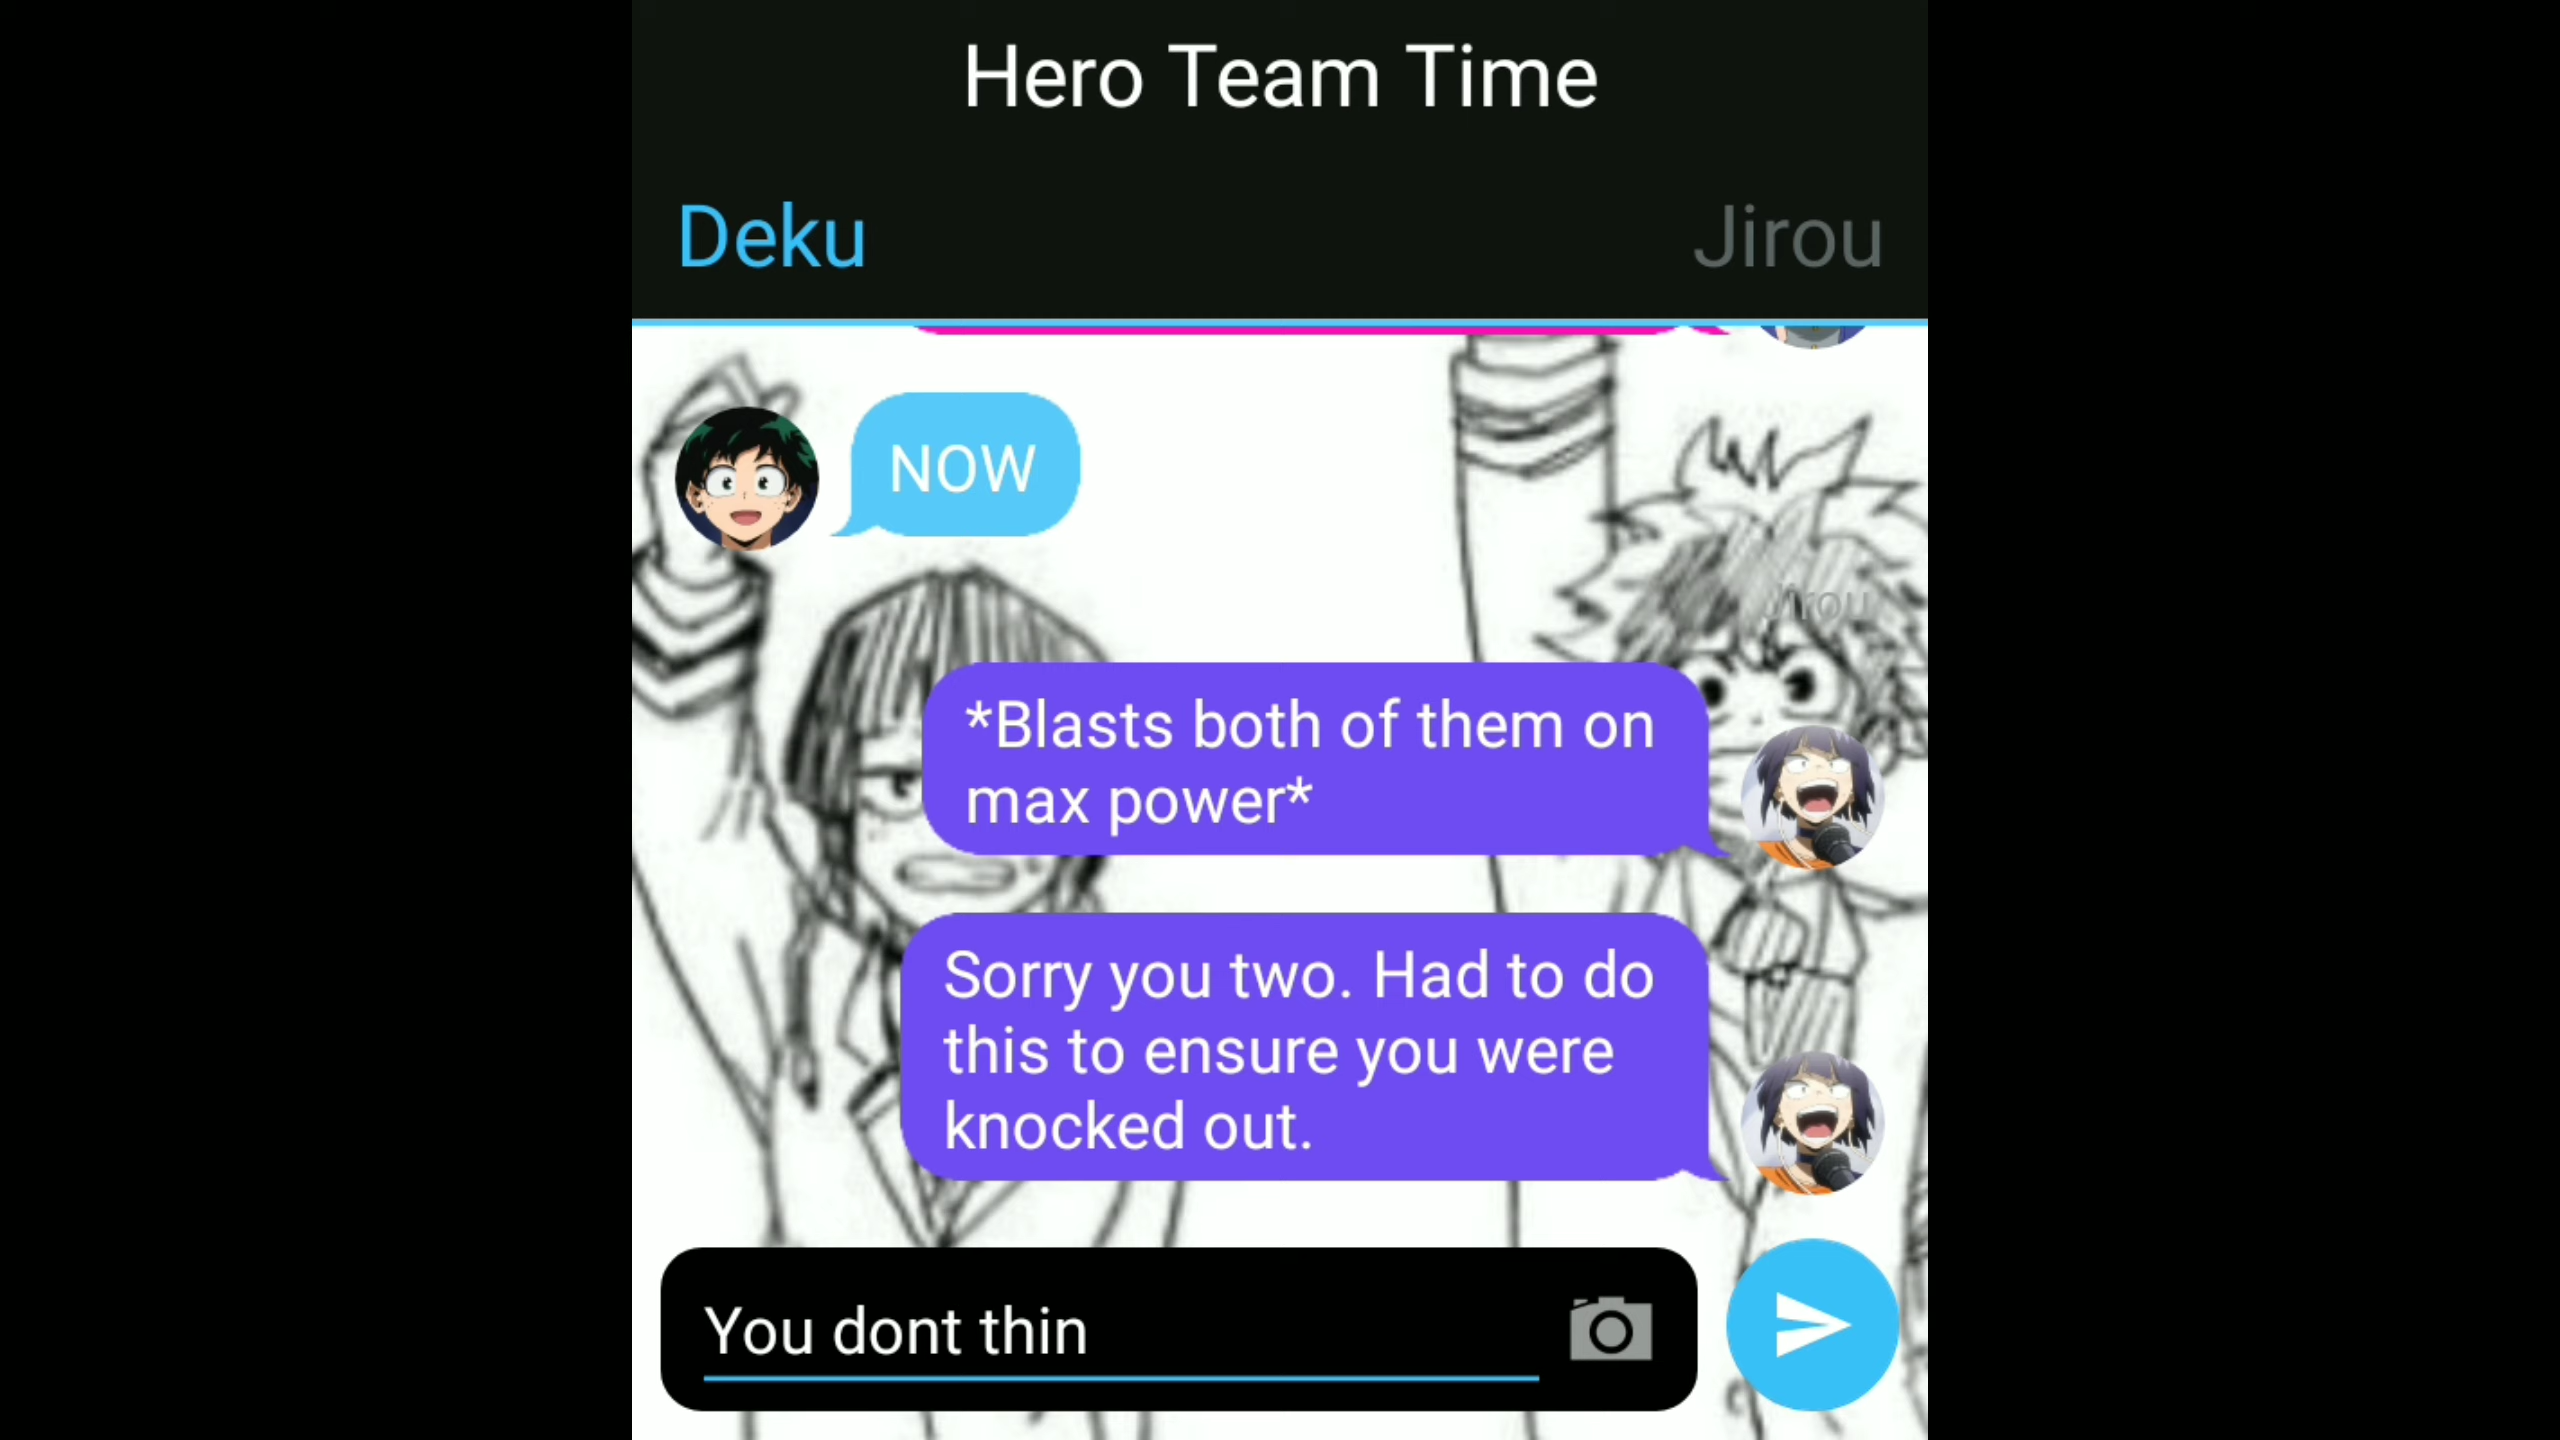 Hero Team Time
Deku
Jirou
NOW
Jirou
*Blasts both of them on
max power*
Sorry you two. Had to do
this to ensure you were
knocked out.
You dont thin